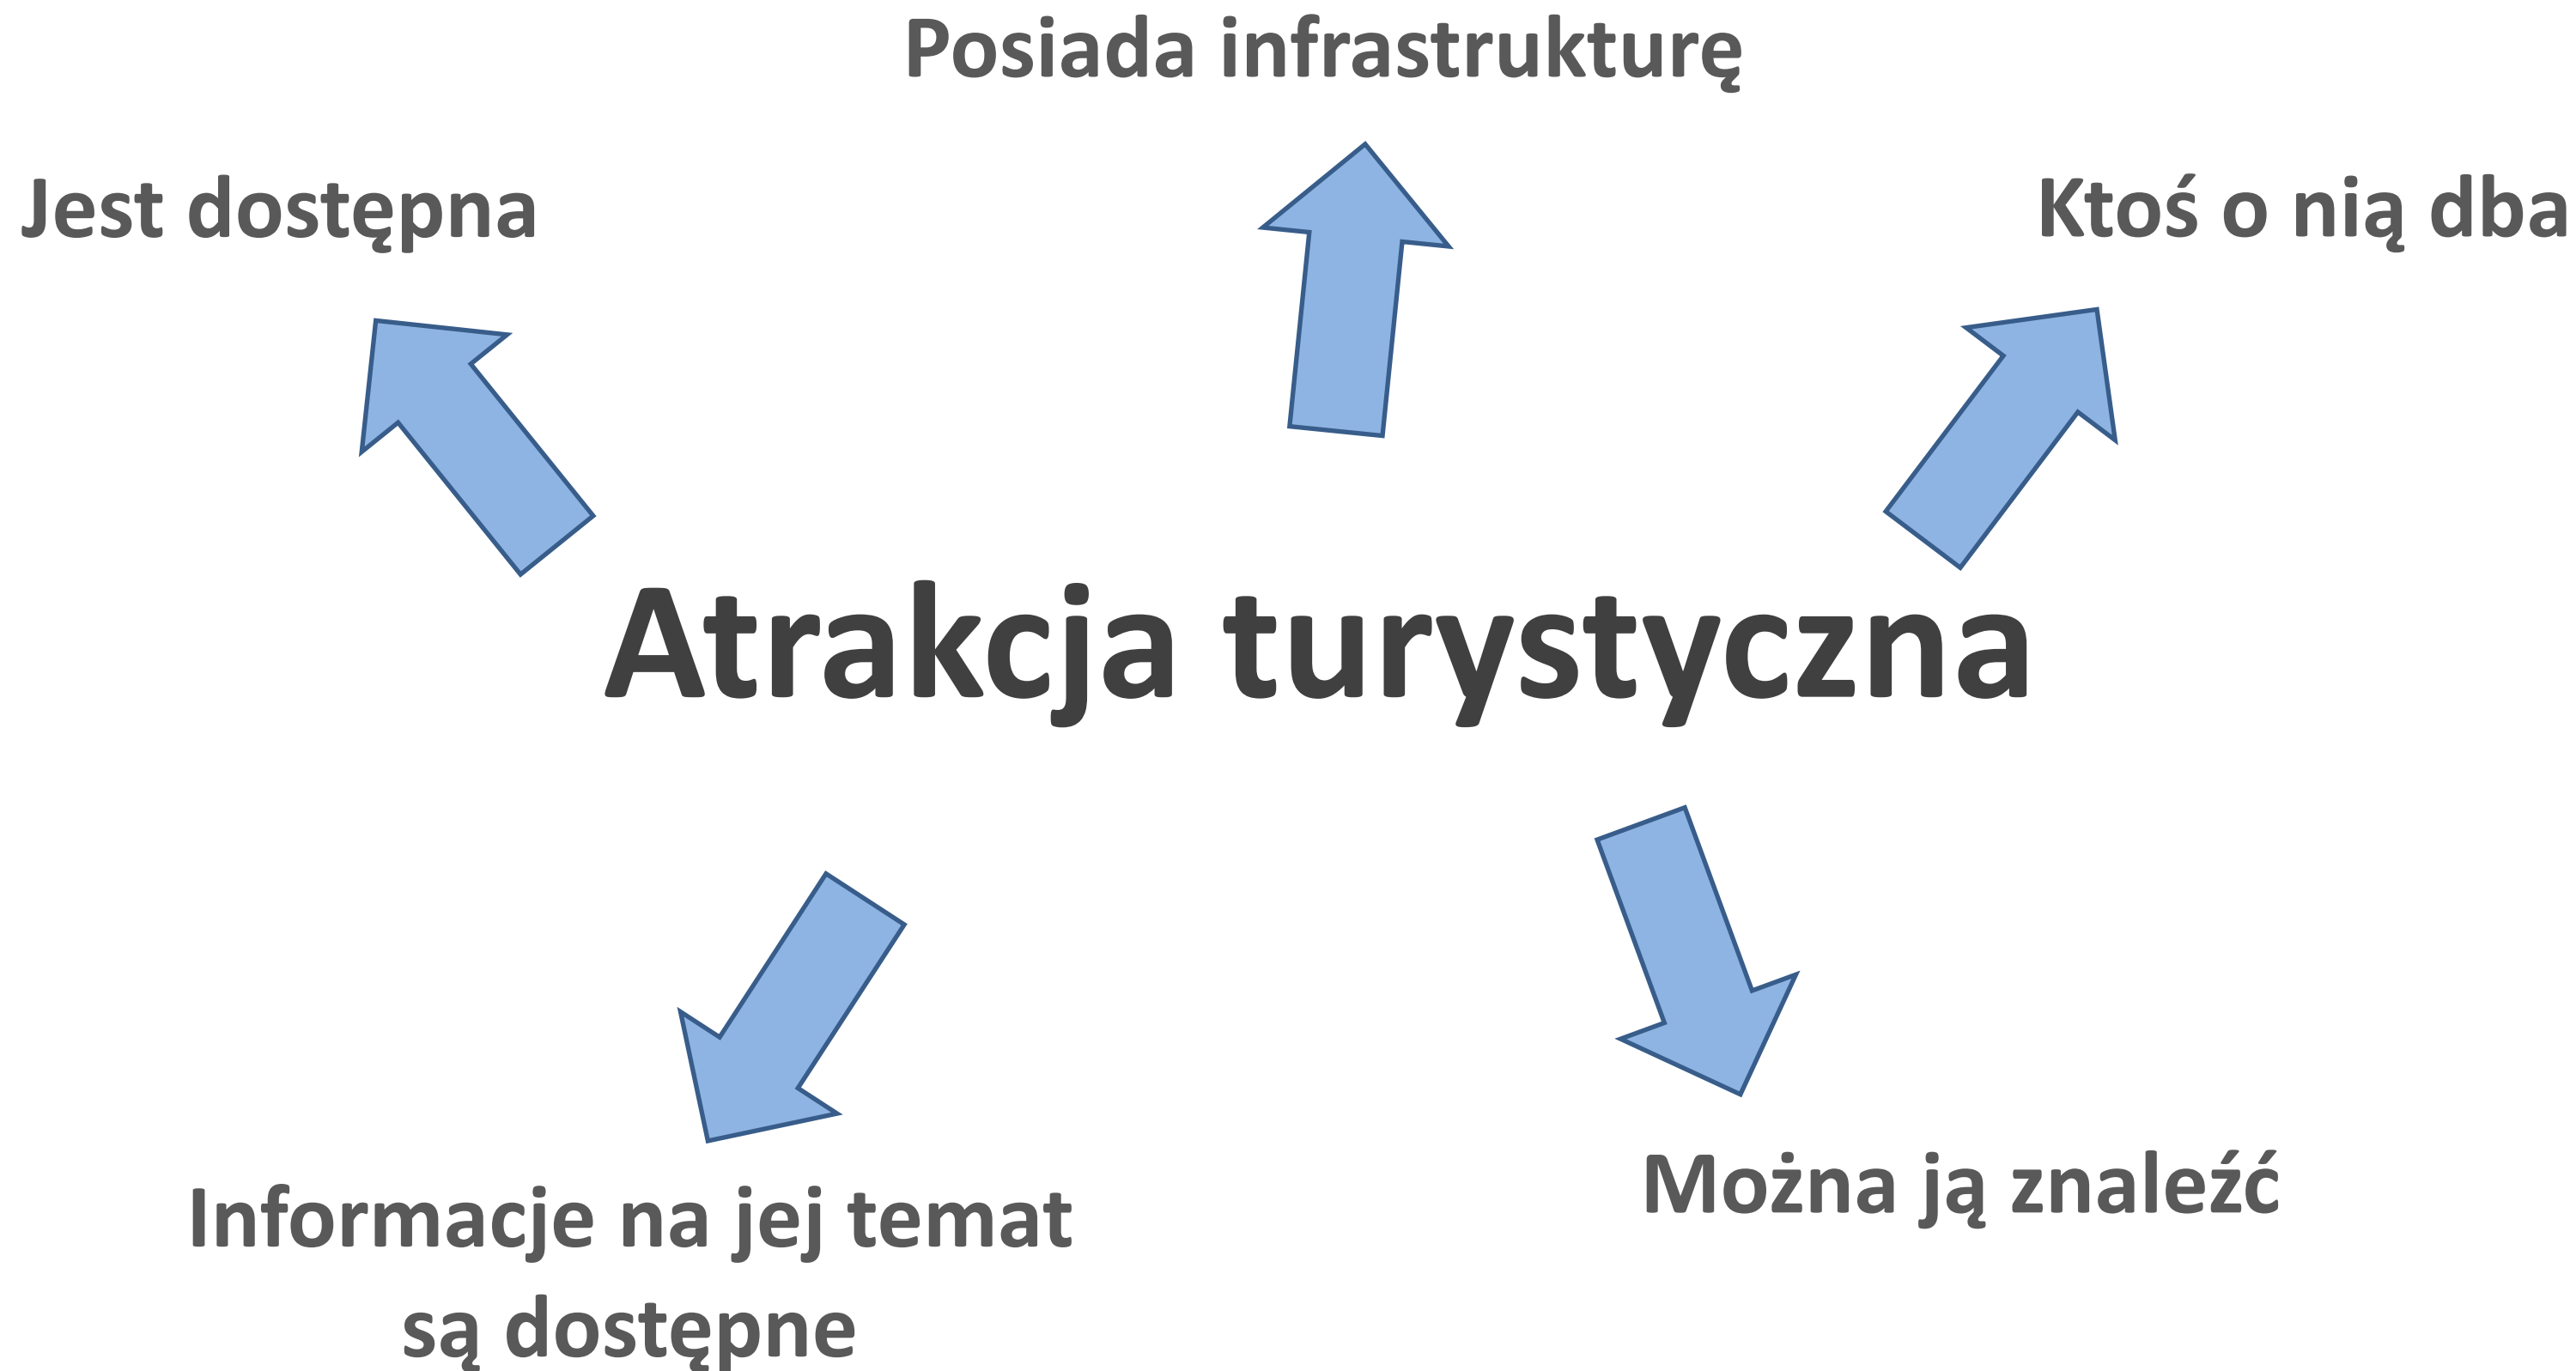 Posiada infrastrukturę
Jest dostępna
Ktoś o nią dba
Atrakcja turystyczna
Informacje na jej temat
są dostępne
Można ją znaleźć